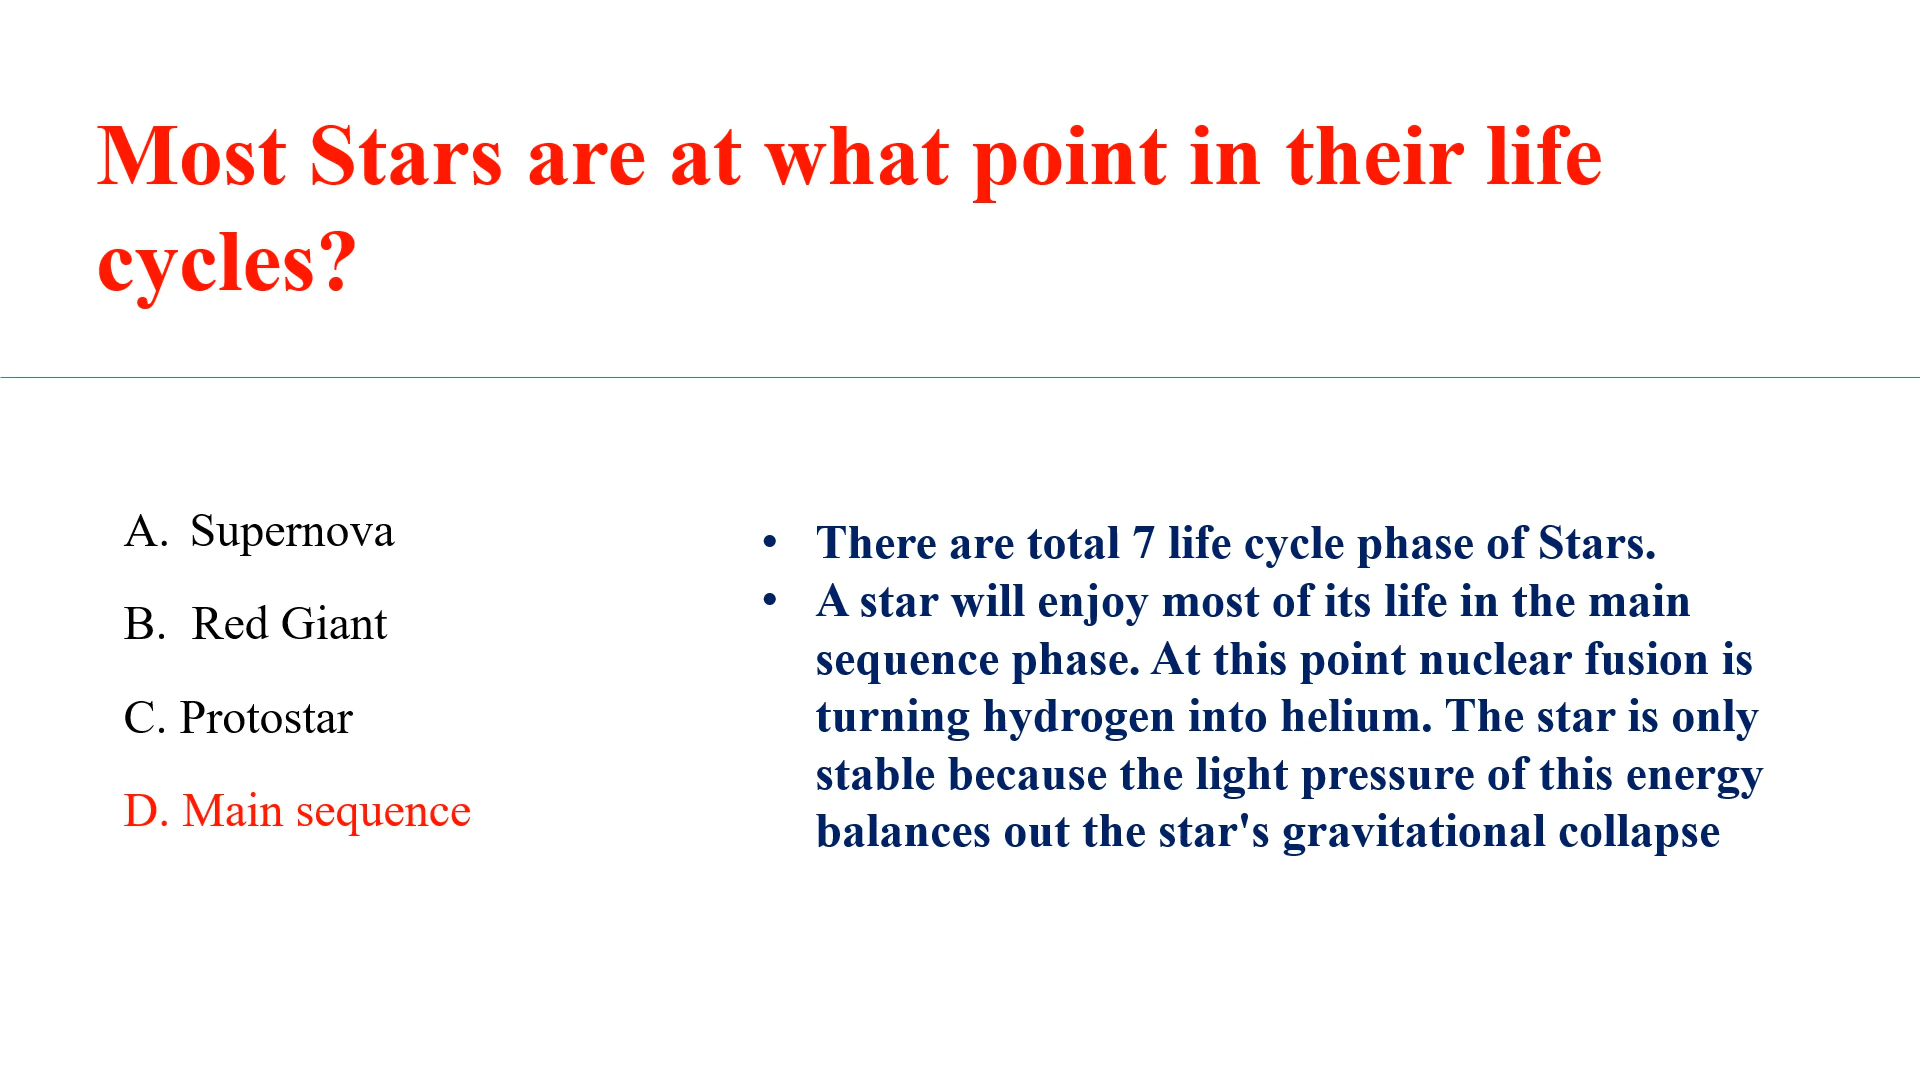 Most Stars are at what point in their life
cycles?
A. Supernova
B. Red Giant
C. Protostar
D. Main sequence
• There are total 7 life cycle phase of Stars.
• A star will enjoy most of its life in the main
sequence phase. At this point nuclear fusion is
turning hydrogen into helium. The star is only
stable because the light pressure of this energy
balances out the star's gravitational collapse